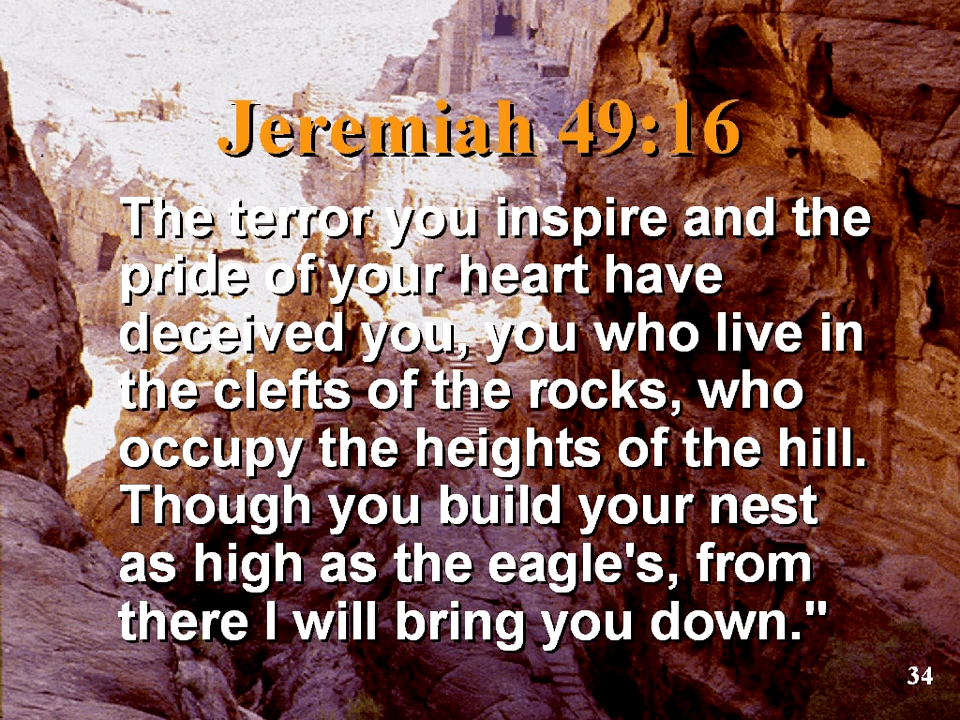 Jeremiah 49:16
The terror you inspire and the
pride of your heart have
deceived you, you who live in
the clefts of the rocks, who
occupy the heights of the hill.
Though you build your nest
as high as the eagle's, from
there I will bring you down."
34